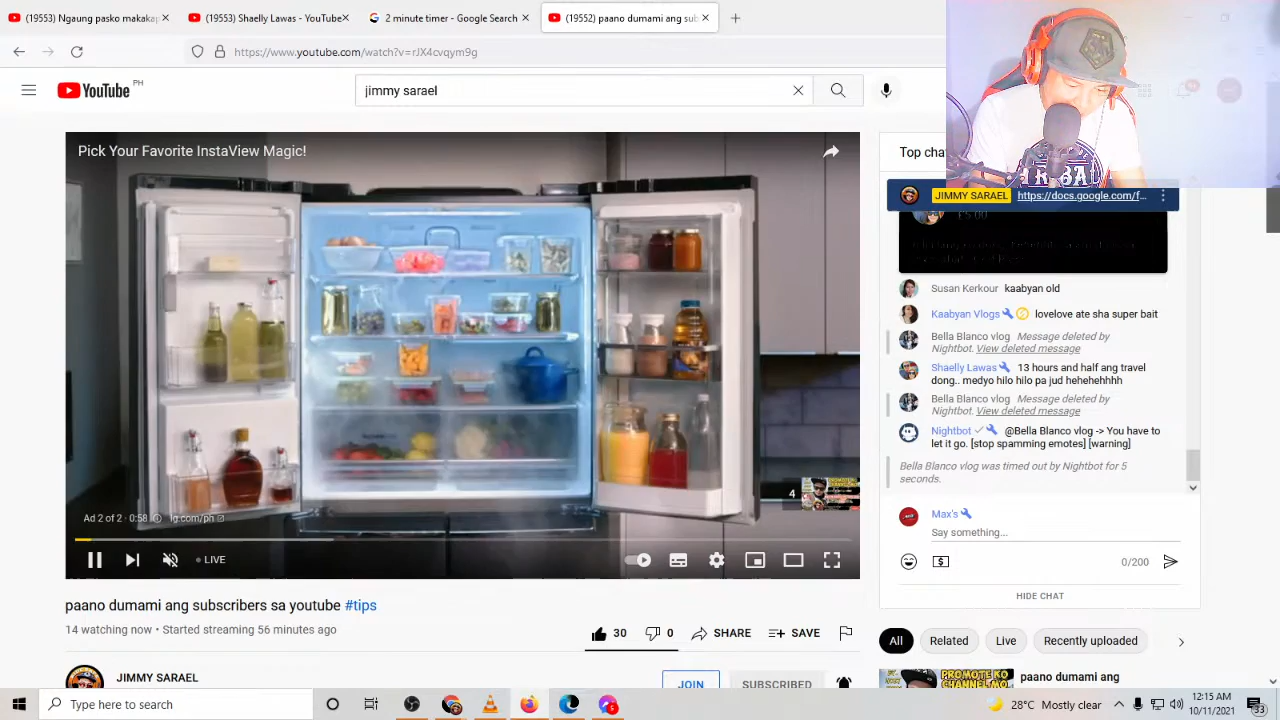 (19553) Ngaung pasko makakap
(19553) Shaelly Lawas - YouTube
2 minute timer - Google Search
(19552) paano dumami ang sub
https://www.youtube.com/watch?v=rJX4cvqym9g
YouTube PH
jimmy sarael
Pick Your Favorite InstaView Magic!
4
Ad 2 of 2 · 0:58
lg.com/ph
LIVE
paano dumami ang subscribers sa youtube #tips
14 watching now • Started streaming 56 minutes ago
30
0
SHARE
SAVE
JIMMY SARAEL
JOIN
SUBSCRIBED
Top cha
JIMMY SARAEL https://docs.google.com/f...
£5.00
Susan Kerkour kaabyan old
Kaabyan Vlogs lovelove ate sha super bait
Bella Blanco vlog Message deleted by
Nightbot. View deleted message
Shaelly Lawas 13 hours and half ang travel
dong.. medyo hilo hilo pa jud hehehehhhh
Bella Blanco vlog Message deleted by
Nightbot. View deleted message
Nightbot @Bella Blanco vlog -> You have to
let it go. [stop spamming emotes] [warning]
Bella Blanco vlog was timed out by Nightbot for 5
seconds.
Max's
Say something...
0/200
HIDE CHAT
All
Related
Live
Recently uploaded
PROMOTE KO
paano dumami ang
Type here to search
28°C Mostly clear
12:15 AM
10/11/2021
33